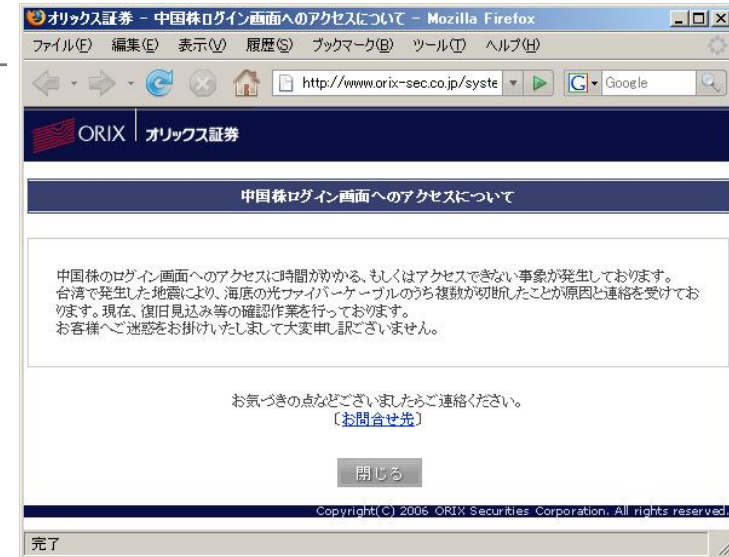 オリックス証券 - 中国株ログイン画面へのアクセスについて - Mozilla Firefox
ファイル(F) 編集(E) 表示(V) 履歴(S) ブックマーク(B) ツール(T) ヘルプ(H)
http://www.orix-sec.co.jp/syste G Google
ORIX オリックス証券
中国株ログイン画面へのアクセスについて
中国株のログイン画面へのアクセスに時間がかかる、もしくはアクセスできない事象が発生しております。
台湾で発生した地震により、海底の光ファイバーケーブルのうち複数が切断したことが原因と連絡を受けてお
ります。現在、復旧見込み等の確認作業を行っております。
お客様へご迷惑をお掛けいたしまして大変申し訳ございません。
お気づきの点などございましたらご連絡ください。
〔お問合せ先〕
閉じる
Copyright(C) 2006 ORIX Securities Corporation. All rights reserved.
完了